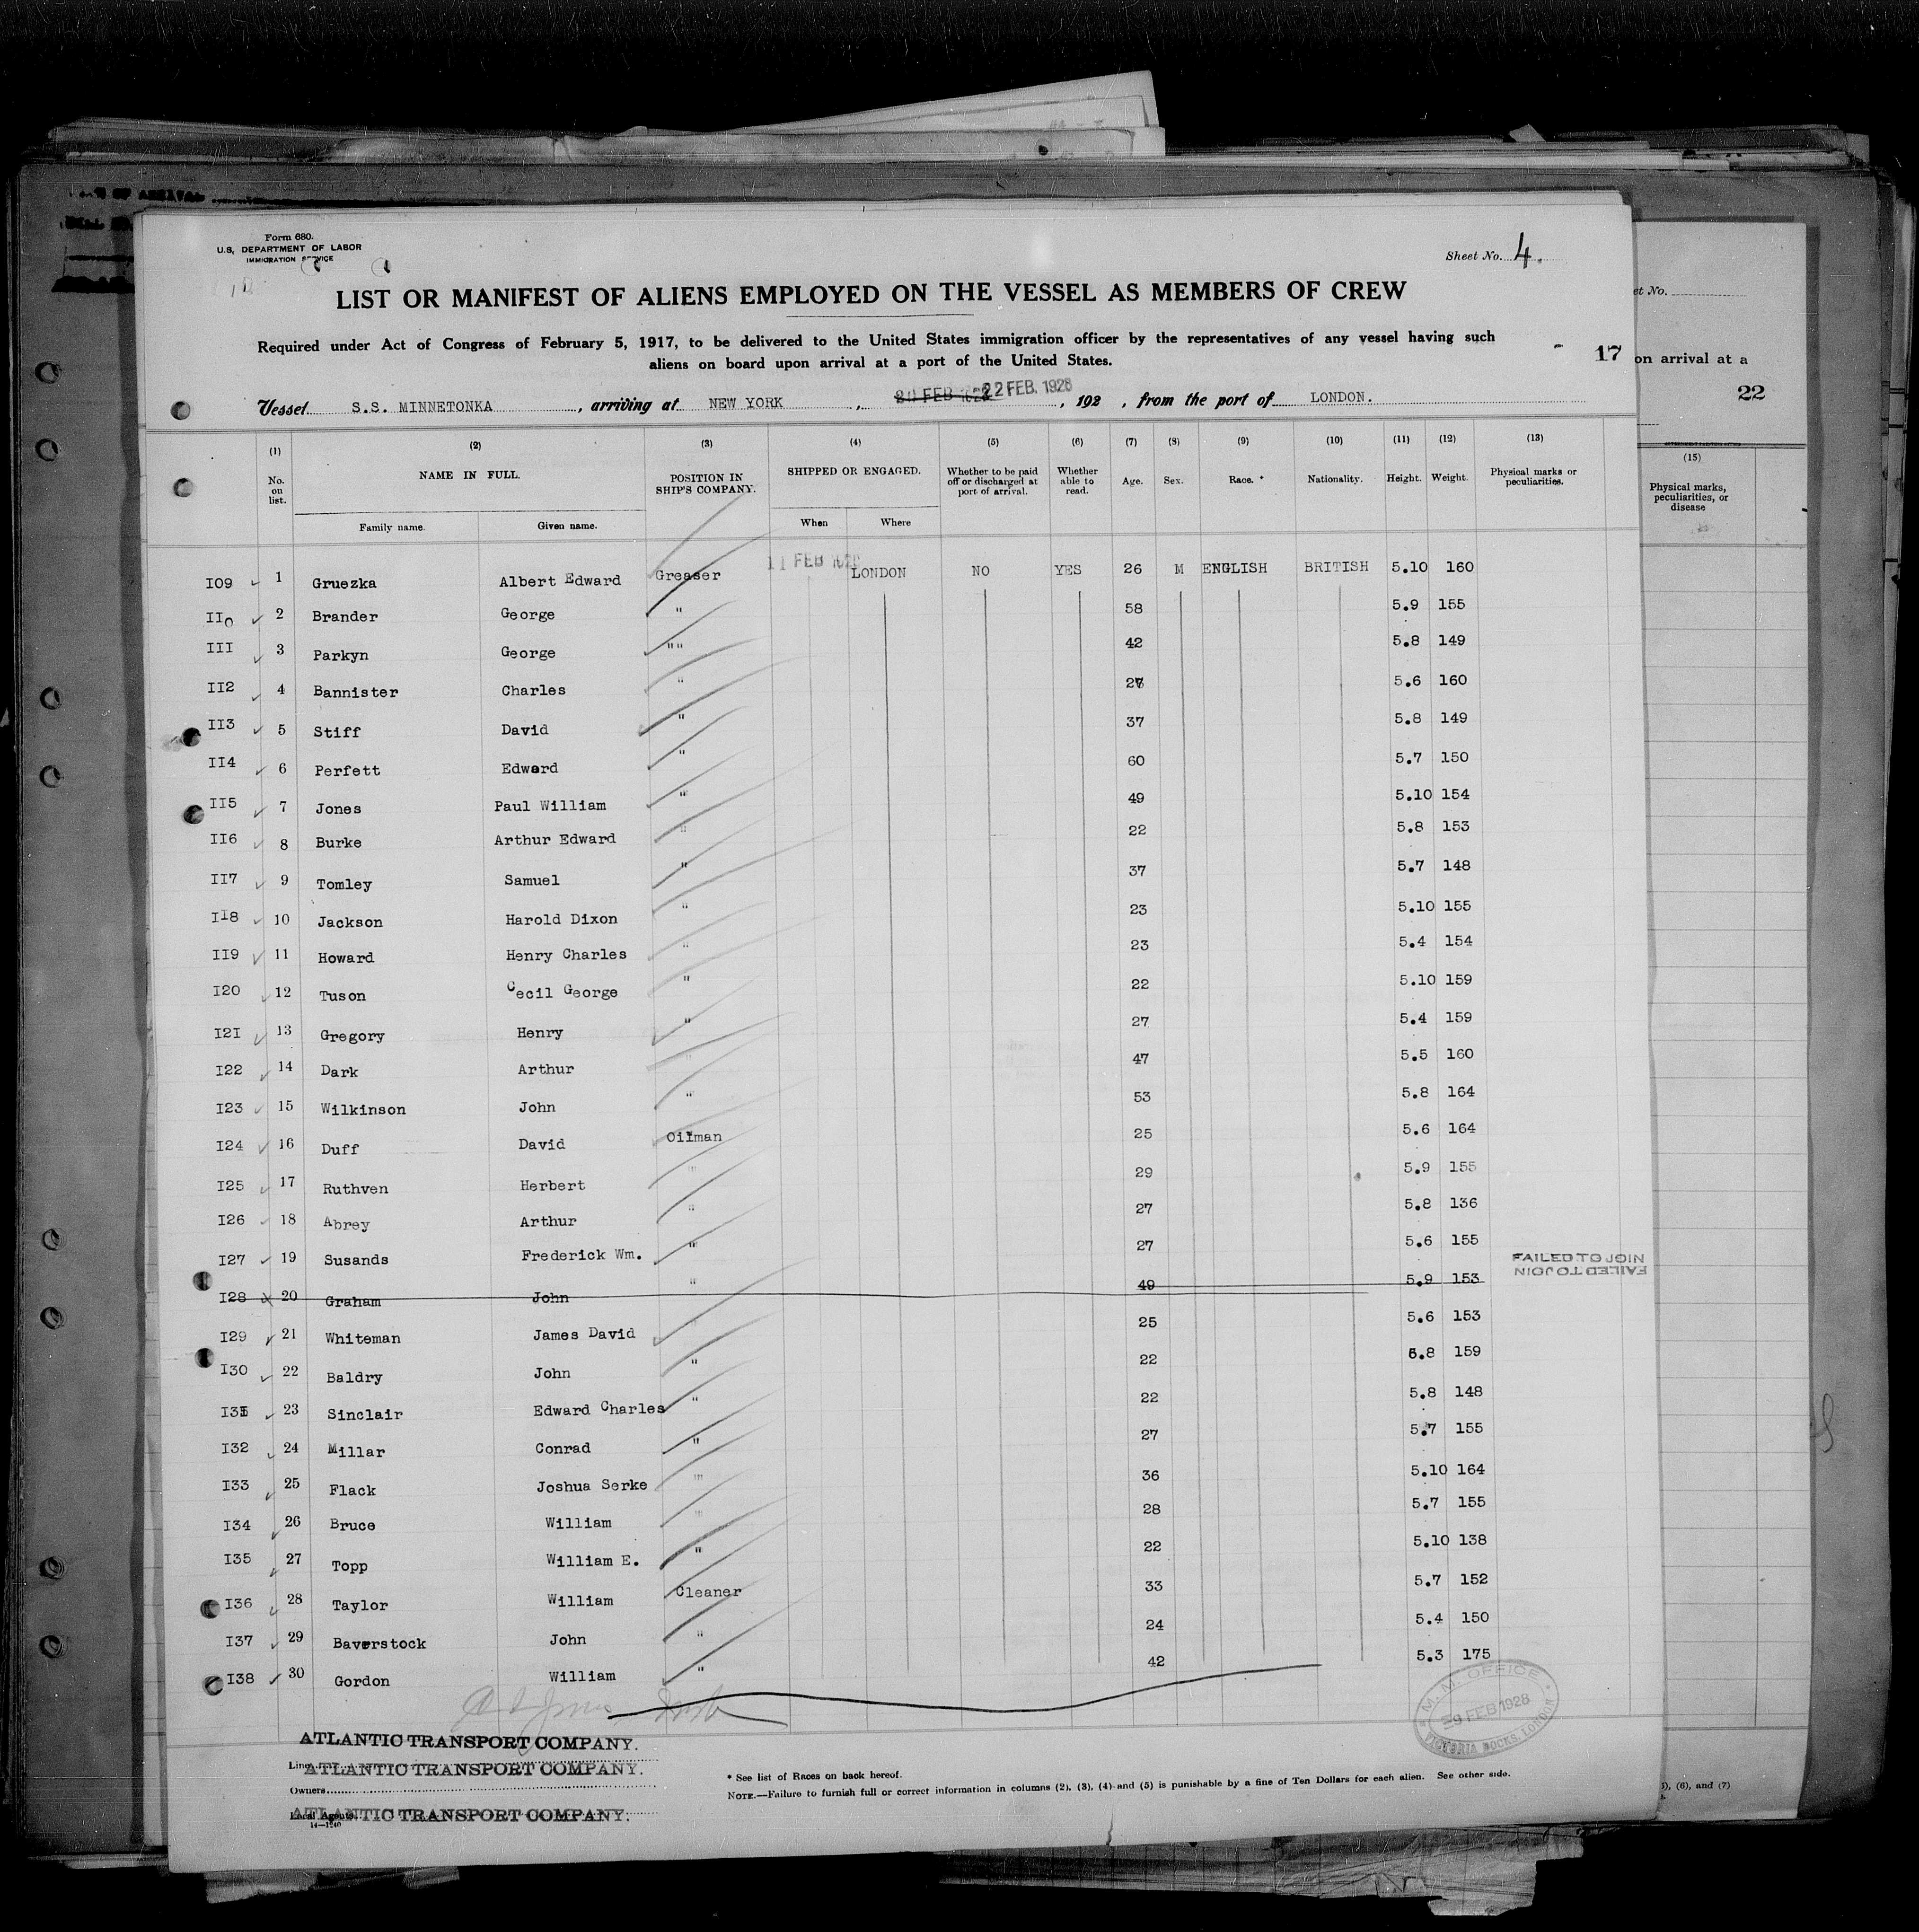 Form 680.
U.S. DEPARTMENT OF LABOR
IMMIGRATION SERVICE
Sheet No. 4.
LIST OR MANIFEST OF ALIENS EMPLOYED ON THE VESSEL AS MEMBERS OF CREW
Required under Act of Congress of February 5, 1917, to be delivered to the United States immigration officer by the representatives of any vessel having such
aliens on board upon arrival at a port of the United States.
17
Vessel S.S. MINNETONKA, arriving at NEW YORK, 20 FEB 22 FEB. 1928, 192 , from the port of LONDON.
(1) (2) (3) (4) (5) (6) (7) (8) (9) (10) (11) (12) (13)
No. on list. NAME IN FULL. POSITION IN SHIP'S COMPANY. SHIPPED OR ENGAGED. Whether to be paid off or discharged at port of arrival. Whether able to read. Age. Sex. Race. * Nationality. Height. Weight. Physical marks or peculiarities.
Family name. Given name. When Where
I09 1 Gruezka Albert Edward Greaser 11 FEB LONDON NO YES 26 M ENGLISH BRITISH 5.10 160
II0 2 Brander George " 58 5.9 155
III 3 Parkyn George "" 42 5.8 149
II2 4 Bannister Charles " 27 5.6 160
II3 5 Stiff David " 37 5.8 149
II4 6 Perfett Edward " 60 5.7 150
II5 7 Jones Paul William " 49 5.10 154
II6 8 Burke Arthur Edward " 22 5.8 153
II7 9 Tomley Samuel " 37 5.7 148
II8 10 Jackson Harold Dixon " 23 5.10 155
II9 11 Howard Henry Charles " 23 5.4 154
I20 12 Tuson Cecil George " 22 5.10 159
I2I 13 Gregory Henry " 27 5.4 159
I22 14 Dark Arthur " 47 5.5 160
I23 15 Wilkinson John " 53 5.8 164
I24 16 Duff David Oilman 25 5.6 164
I25 17 Ruthven Herbert " 29 5.9 155
I26 18 Abrey Arthur " 27 5.8 136
I27 19 Susands Frederick Wm. " 27 5.6 155
FAILED TO JOIN
FAILED TO JOIN
I28 20 Graham John " 49 5.9 153
I29 21 Whiteman James David " 25 5.6 153
I30 22 Baldry John " 22 5.8 159
I3I 23 Sinclair Edward Charles " 22 5.8 148
I32 24 Millar Conrad " 27 5.7 155
I33 25 Flack Joshua Serke " 36 5.10 164
I34 26 Bruce William " 28 5.7 155
I35 27 Topp William E. " 22 5.10 138
I36 28 Taylor William Cleaner 33 5.7 152
I37 29 Baverstock John " 24 5.4 150
I38 30 Gordon William " 42 5.3 175
M. M. OFFICE
FEB 1928
VICTORIA DOCKS, LONDON
ATLANTIC TRANSPORT COMPANY.
Line ATLANTIC TRANSPORT COMPANY.
Owners
Local Agents ATLANTIC TRANSPORT COMPANY.
14—1240
* See list of Races on back hereof.
NOTE.—Failure to furnish full or correct information in columns (2), (3), (4) and (5) is punishable by a fine of Ten Dollars for each alien. See other side.
et No.
on arrival at a
22
(15)
Physical marks,
peculiarities, or
disease
(6), and (7)